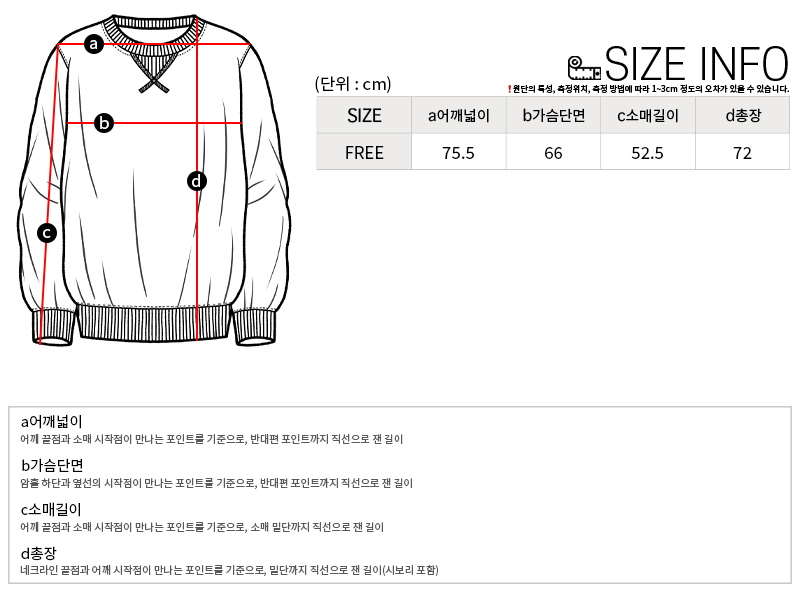 a
b
c
d
SIZE INFO
(단위 : cm)
!원단의 특성, 측정위치, 측정 방법에 따라 1~3cm 정도의 오차가 있을 수 있습니다.
SIZE a어깨넓이 b가슴단면 c소매길이 d총장
FREE 75.5 66 52.5 72
a어깨넓이
어께 끝점과 소매 시작점이 만나는 포인트를 기준으로, 반대편 포인트까지 직선으로 잰 길이
b가슴단면
암홀 하단과 옆선의 시작점이 만나는 포인트를 기준으로, 반대편 포인트까지 직선으로 잰 길이
c소매길이
어께 끝점과 소매 시작점이 만나는 포인트를 기준으로, 소매 밑단까지 직선으로 잰 길이
d총장
네크라인 끝점과 어깨 시작점이 만나는 포인트를 기준으로, 밑단까지 직선으로 잰 길이(시보리 포함)